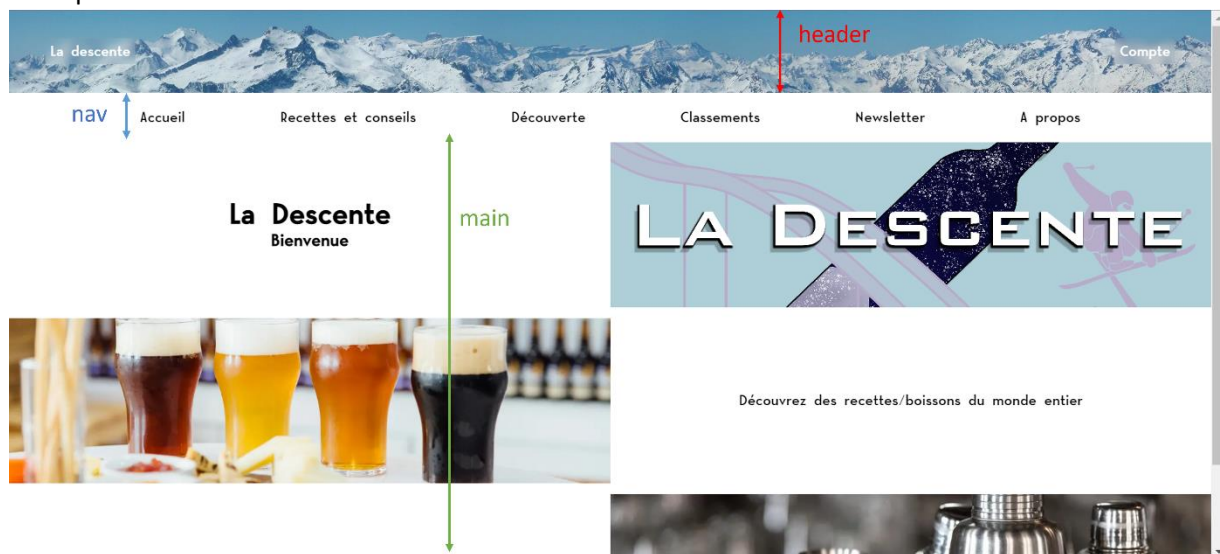 header
La descente
Compte
nav
Accueil Recettes et conseils Découverte Classements Newsletter A propos
La Descente
Bienvenue
main
LA DESCENTE
Découvrez des recettes/boissons du monde entier